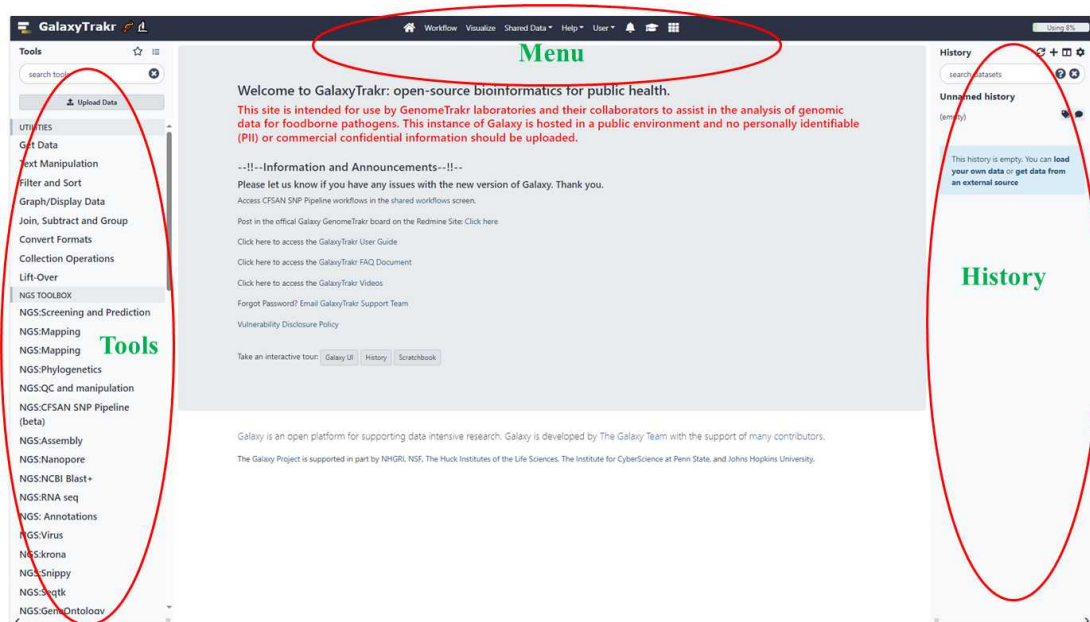 GalaxyTrakr
Workflow Visualize Shared Data Help User
Using 8%
Menu
Tools
search tools
Upload Data
UTILITIES
Get Data
Text Manipulation
Filter and Sort
Graph/Display Data
Join, Subtract and Group
Convert Formats
Collection Operations
Lift-Over
NGS TOOLBOX
NGS:Screening and Prediction
NGS:Mapping
NGS:Mapping
Tools
NGS:Phylogenetics
NGS:QC and manipulation
NGS:CFSAN SNP Pipeline
(beta)
NGS:Assembly
NGS:Nanopore
NGS:NCBI Blast+
NGS:RNA seq
NGS: Annotations
NGS:Virus
NGS:krona
NGS:Snippy
NGS:Seqtk
NGS:GeneOntology
Welcome to GalaxyTrakr: open-source bioinformatics for public health.
This site is intended for use by GenomeTrakr laboratories and their collaborators to assist in the analysis of genomic
data for foodborne pathogens. This instance of Galaxy is hosted in a public environment and no personally identifiable
(PII) or commercial confidential information should be uploaded.
--!!--Information and Announcements--!!--
Please let us know if you have any issues with the new version of Galaxy. Thank you.
Access CFSAN SNP Pipeline workflows in the shared workflows screen.
Post in the offical Galaxy GenomeTrakr board on the Redmine Site: Click here
Click here to access the GalaxyTrakr User Guide
Click here to access the GalaxyTrakr FAQ Document
Click here to access the GalaxyTrakr Videos
Forgot Password? Email GalaxyTrakr Support Team
Vulnerability Disclosure Policy
Take an interactive tour: Galaxy UI History Scratchbook
Galaxy is an open platform for supporting data intensive research. Galaxy is developed by The Galaxy Team with the support of many contributors.
The Galaxy Project is supported in part by NHGRI, NSF, The Huck Institutes of the Life Sciences, The Institute for CyberScience at Penn State, and Johns Hopkins University.
History
search datasets
Unnamed history
(empty)
This history is empty. You can load
your own data or get data from
an external source
History